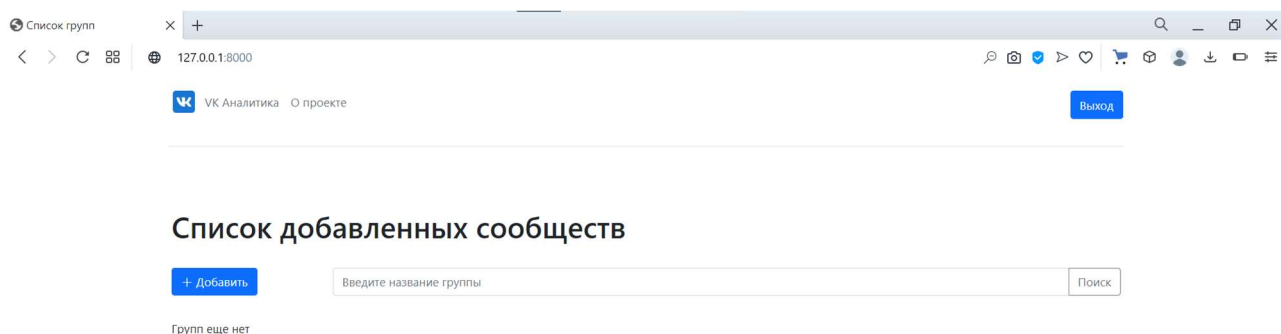 Список групп
127.0.0.1:8000
VK Аналитика О проекте
Выход
Список добавленных сообществ
+ Добавить
Введите название группы
Поиск
Групп еще нет